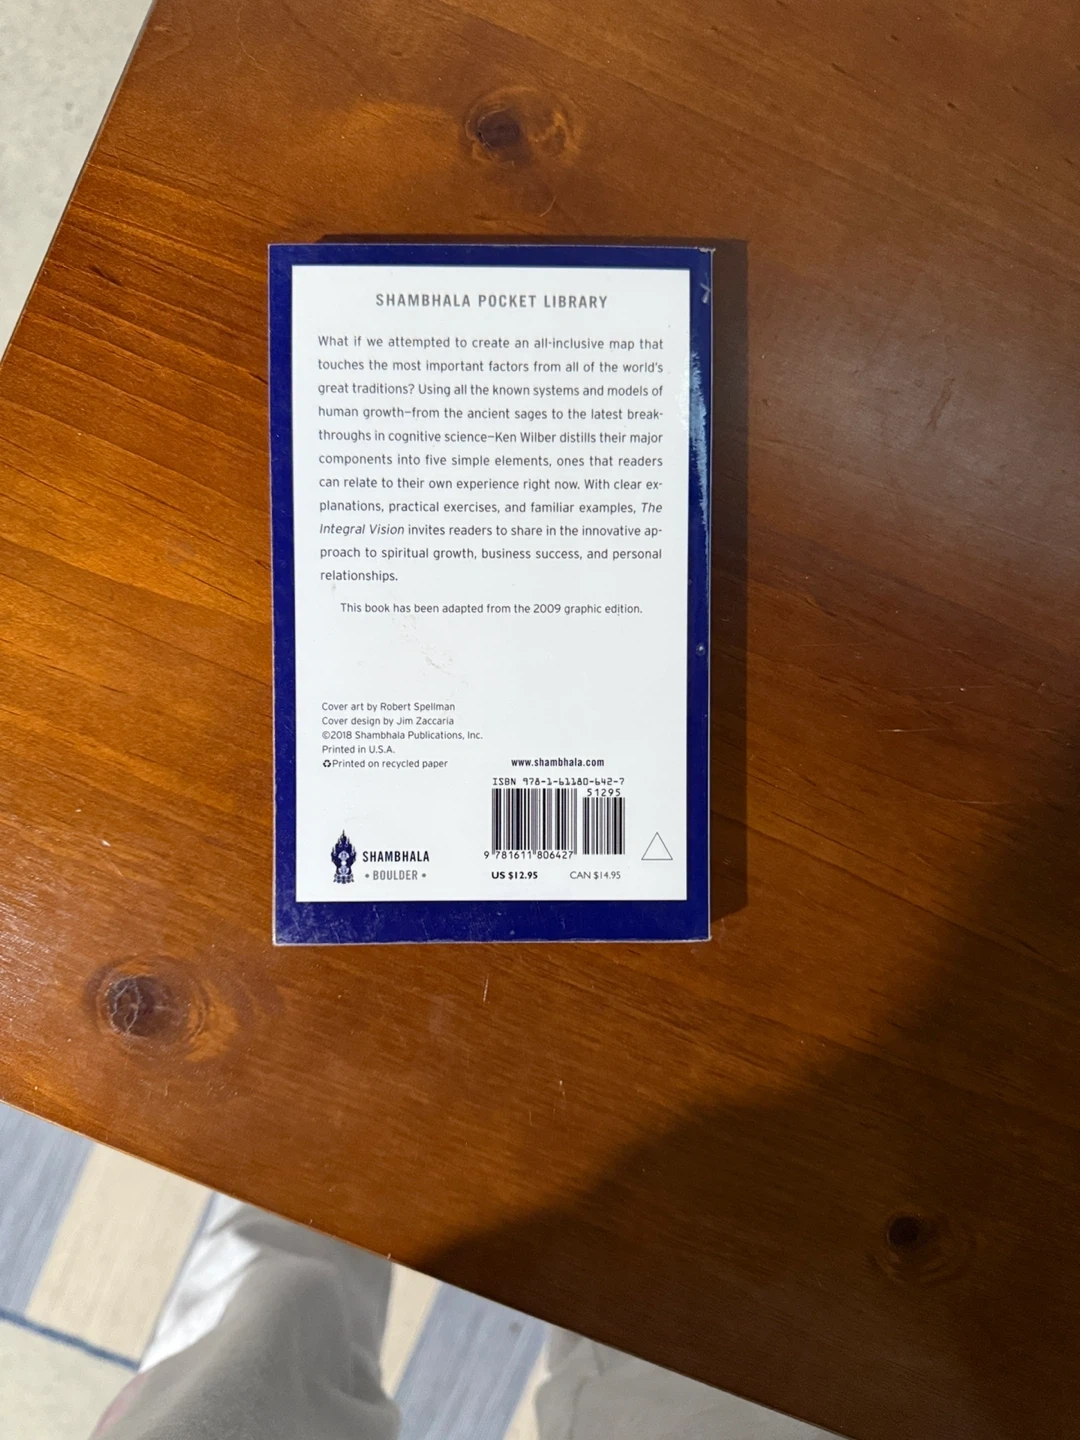 SHAMBHALA POCKET LIBRARY
What if we attempted to create an all-inclusive map that
touches the most important factors from all of the world's
great traditions? Using all the known systems and models of
human growth—from the ancient sages to the latest break-
throughs in cognitive science—Ken Wilber distills their major
components into five simple elements, ones that readers
can relate to their own experience right now. With clear ex-
planations, practical exercises, and familiar examples, The
Integral Vision invites readers to share in the innovative ap-
proach to spiritual growth, business success, and personal
relationships.
This book has been adapted from the 2009 graphic edition.
Cover art by Robert Spellman
Cover design by Jim Zaccaria
©2018 Shambhala Publications, Inc.
Printed in U.S.A.
♻Printed on recycled paper
www.shambhala.com
ISBN 978-1-61180-642-7
51295
9 781611 806427
SHAMBHALA
• BOULDER •
US $12.95 CAN $14.95